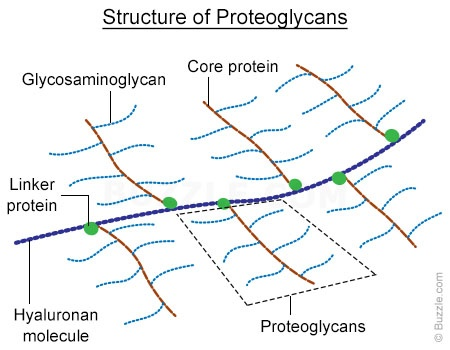 Structure of Proteoglycans
Glycosaminoglycan
Core protein
Linker
protein
Hyaluronan
molecule
Proteoglycans
© Buzzle.com